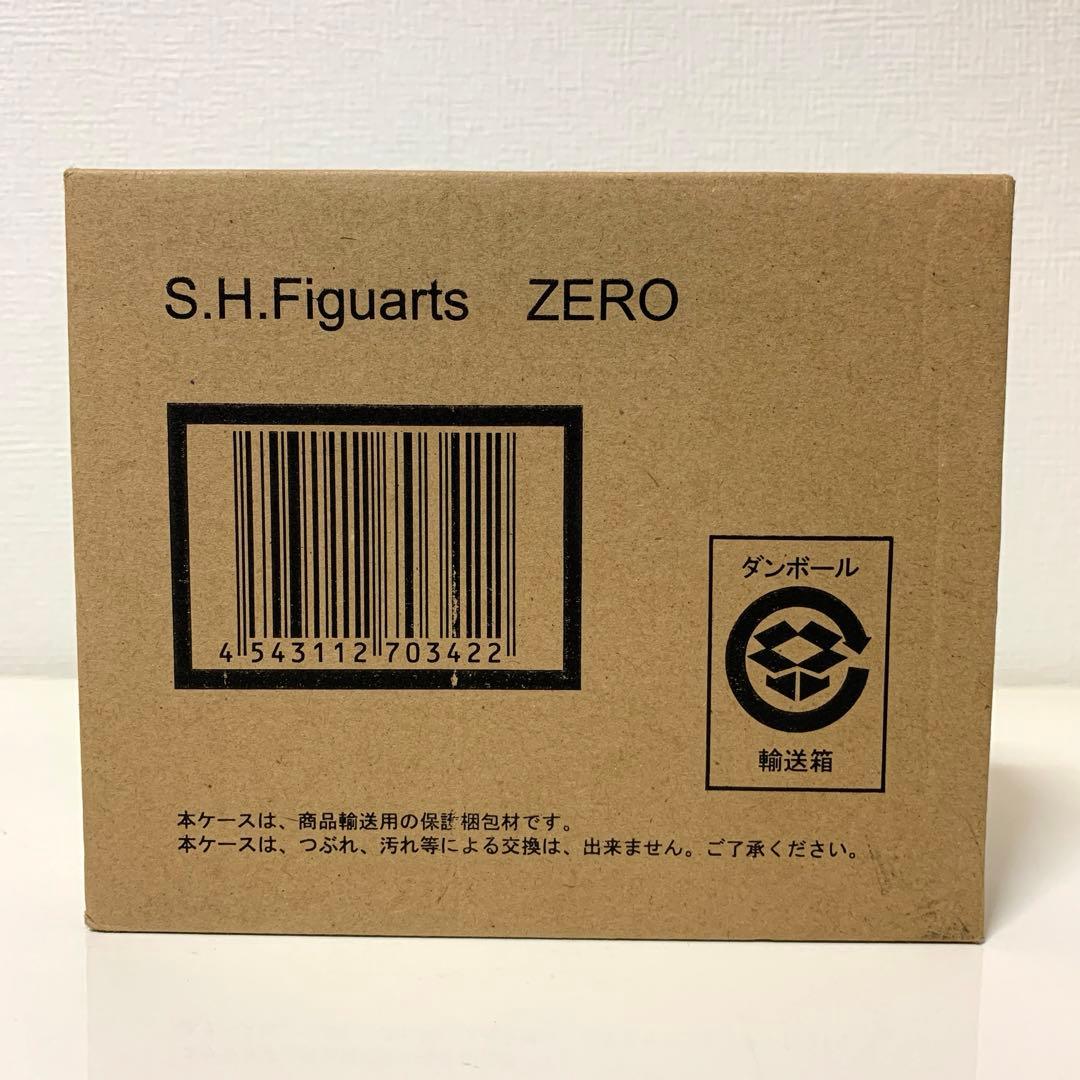 S.H.Figuarts ZERO
4 543112 703422
ダンボール
輸送箱
本ケースは、商品輸送用の保護梱包材です。
本ケースは、つぶれ、汚れ等による交換は、出来ません。ご了承ください。